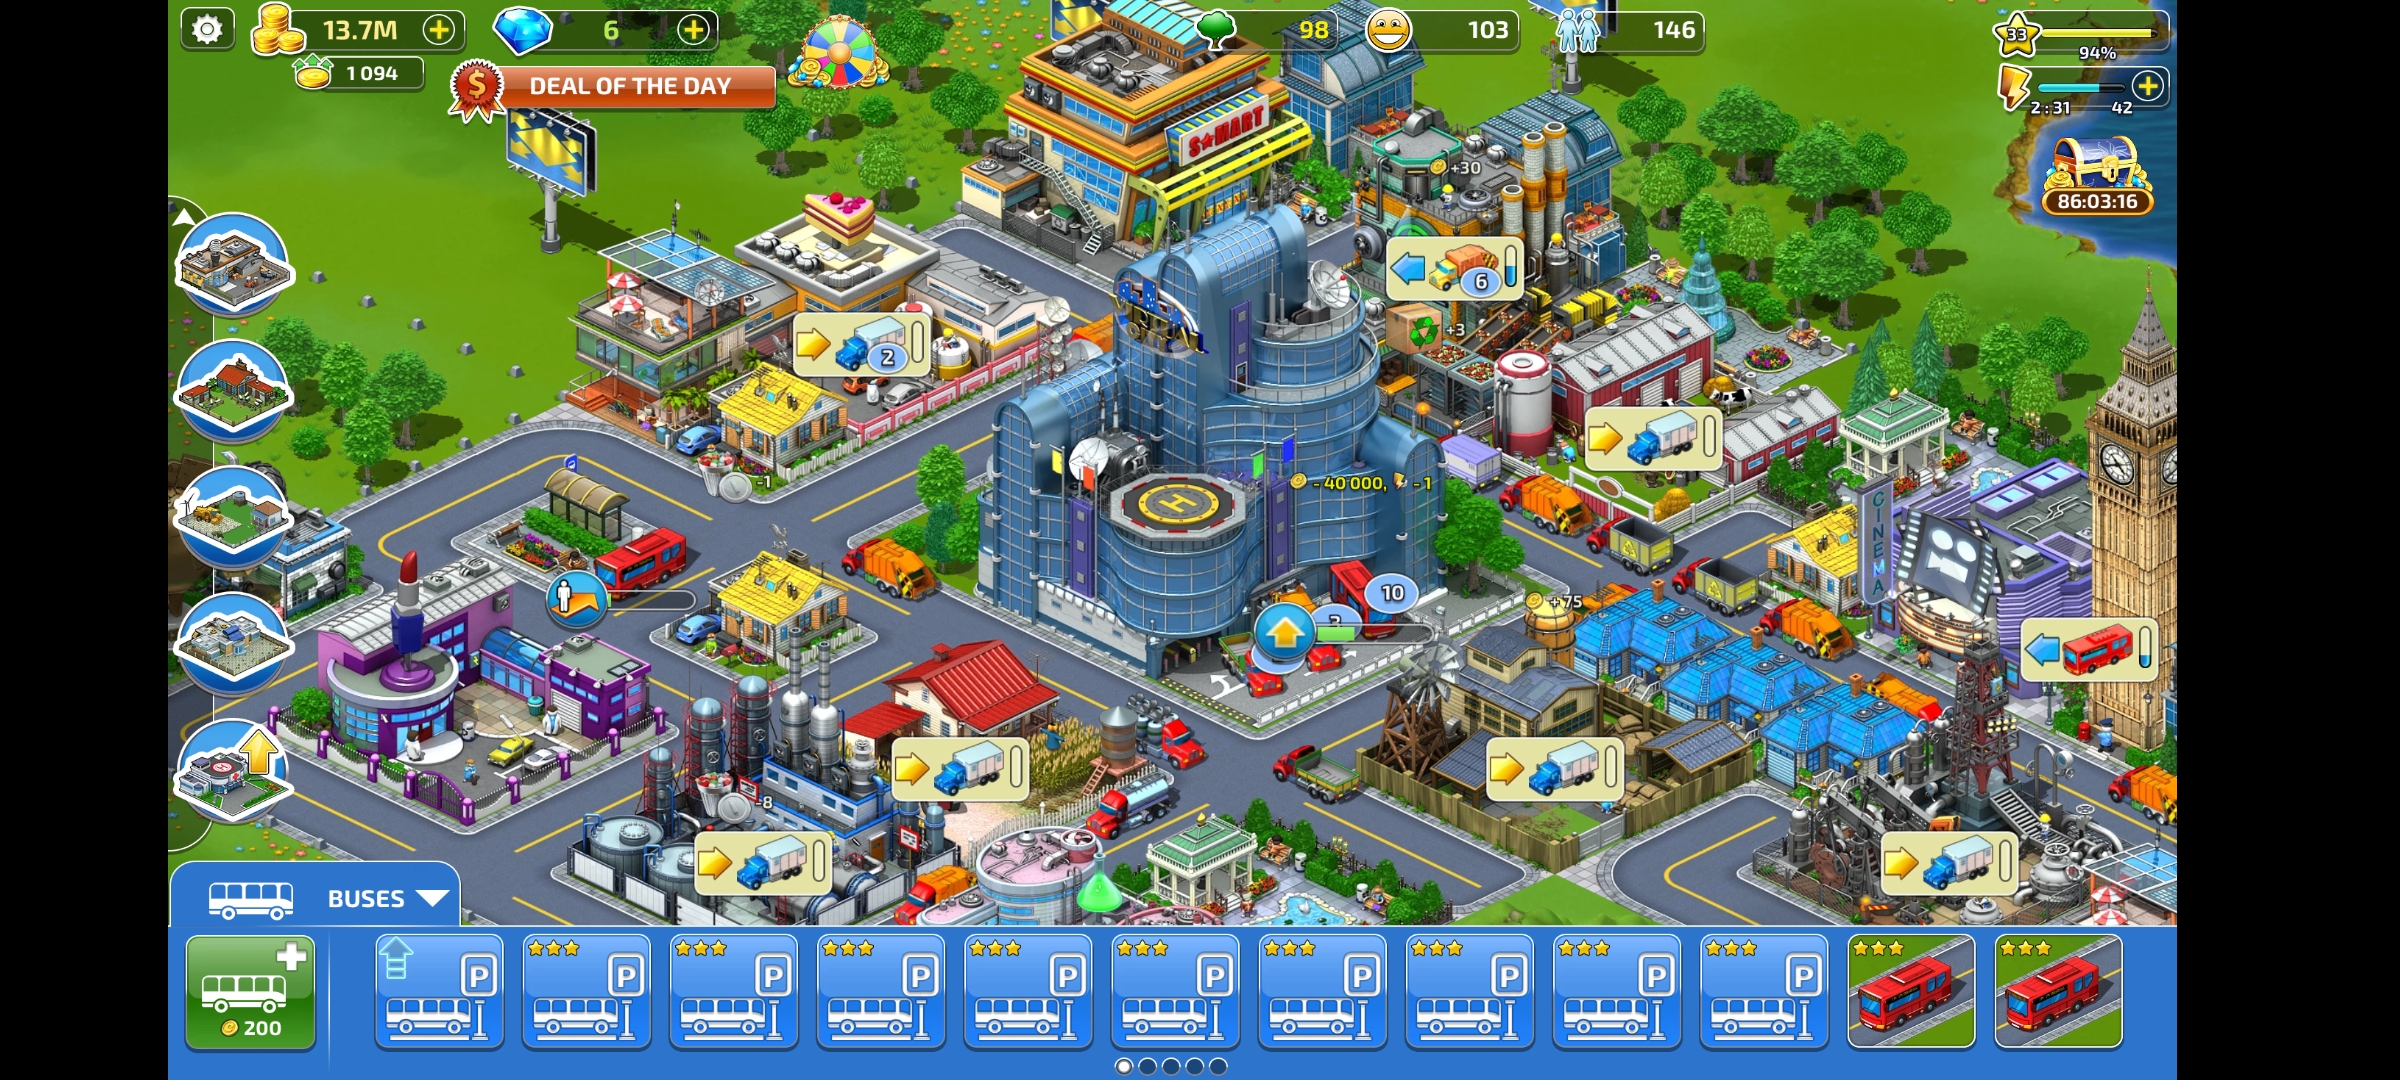 13.7M
6
98
103
146
33
94%
1 094
DEAL OF THE DAY
2:31
42
86:03:16
S★MART
+30
6
+3
2
-1
- 40 000, - 1
CINEMA
10
3
+75
-8
BUSES
200
P
P
P
P
P
P
P
P
P
P
H